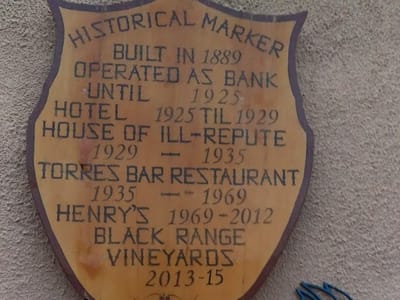 HISTORICAL MARKER
BUILT IN 1889
OPERATED AS BANK
UNTIL 1925
HOTEL 1925 TIL 1929
HOUSE OF ILL-REPUTE
1929 — 1935
TORRES BAR RESTAURANT
1935 — 1969
HENRY'S 1969-2012
BLACK RANGE
VINEYARDS
2013-15